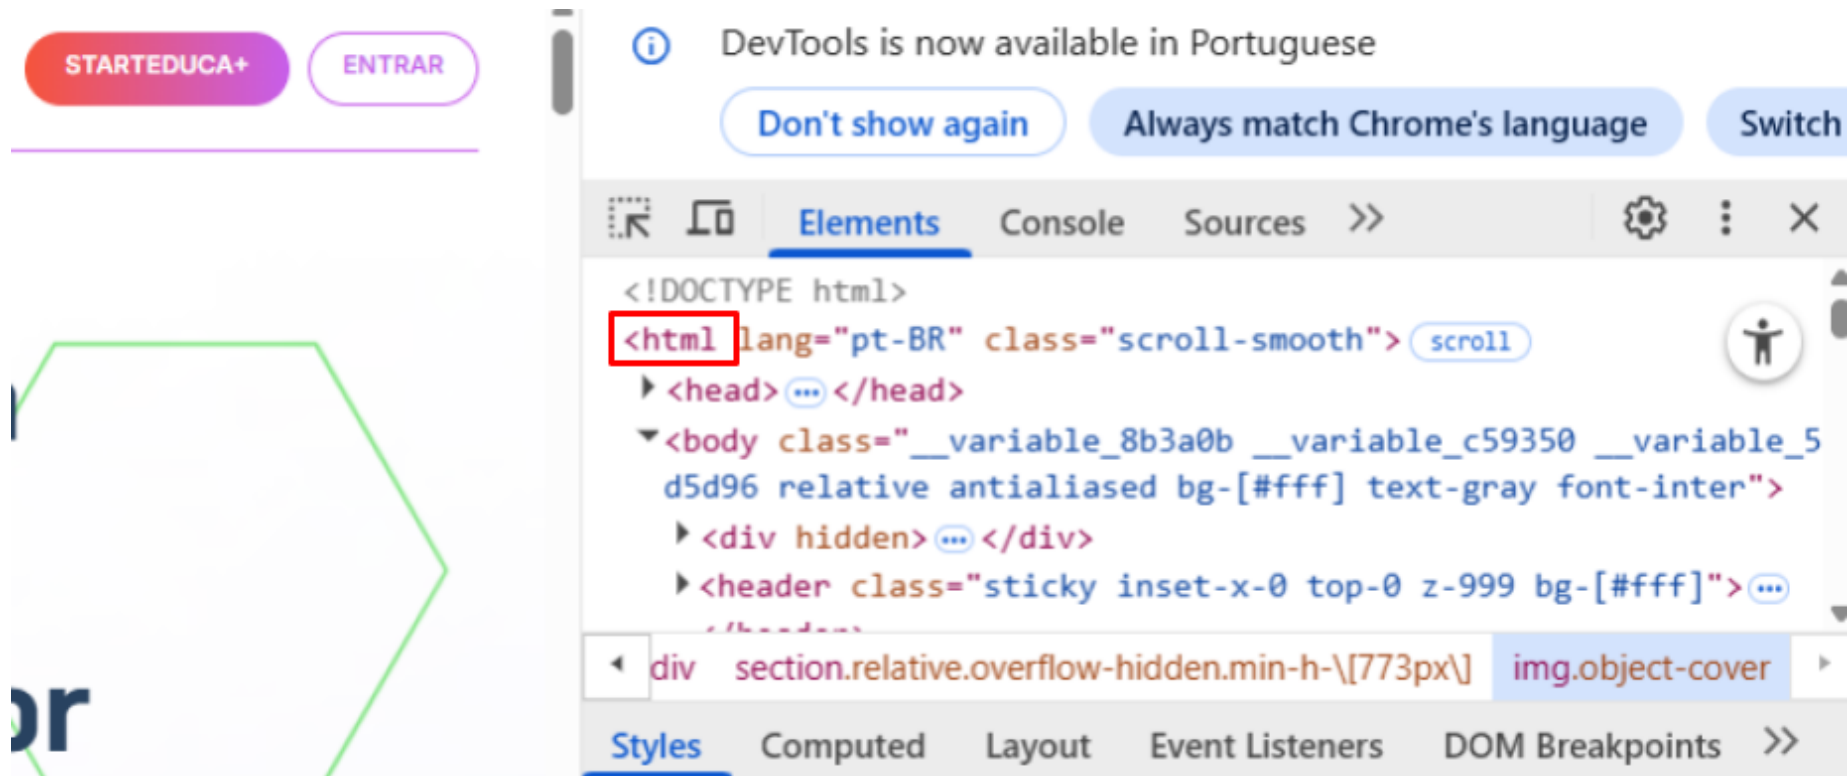 STARTEDUCA+ ENTRAR
or
DevTools is now available in Portuguese
Don't show again Always match Chrome's language Switch
Elements Console Sources
<!DOCTYPE html>
<html lang="pt-BR" class="scroll-smooth"> scroll
<head> ••• </head>
<body class="__variable_8b3a0b __variable_c59350 __variable_5
d5d96 relative antialiased bg-[#fff] text-gray font-inter">
<div hidden> ••• </div>
<header class="sticky inset-x-0 top-0 z-999 bg-[#fff]"> •••
</header>
div section.relative.overflow-hidden.min-h-\[773px\] img.object-cover
Styles Computed Layout Event Listeners DOM Breakpoints